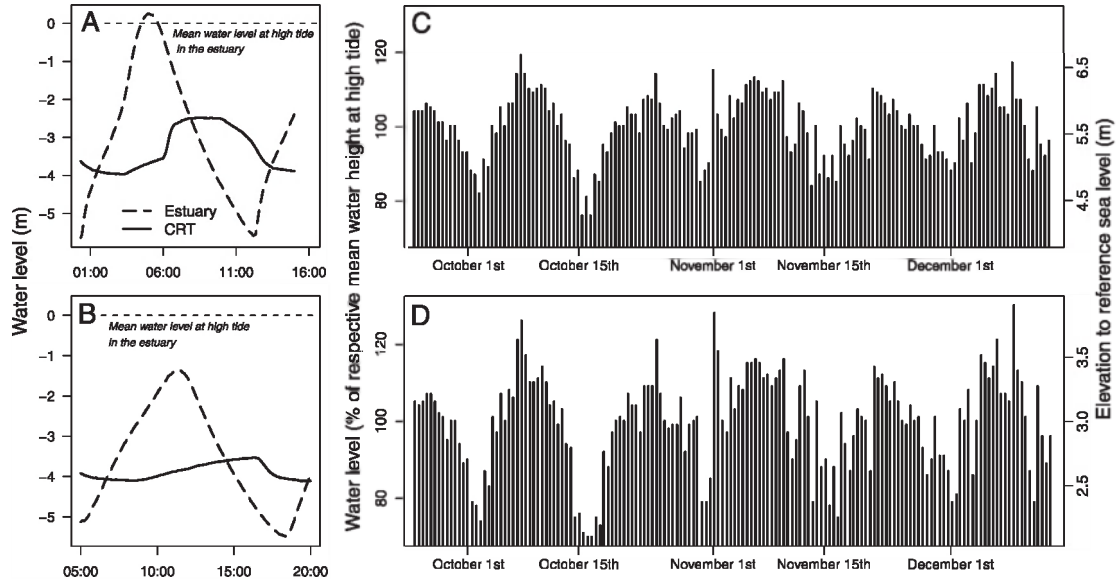 Water level (m)
A
0
-1
-2
-3
-4
-5
Mean water level at high tide
in the estuary
Estuary
CRT
01:00 06:00 11:00 16:00
B
0
-1
-2
-3
-4
-5
Mean water level at high tide
in the estuary
05:00 10:00 15:00 20:00
Water level (% of respective mean water height at high tide)
C
120
100
80
6.5
5.5
4.5
October 1st October 15th November 1st November 15th December 1st
D
120
100
80
3.5
3.0
2.5
October 1st October 15th November 1st November 15th December 1st
Elevation to reference sea level (m)